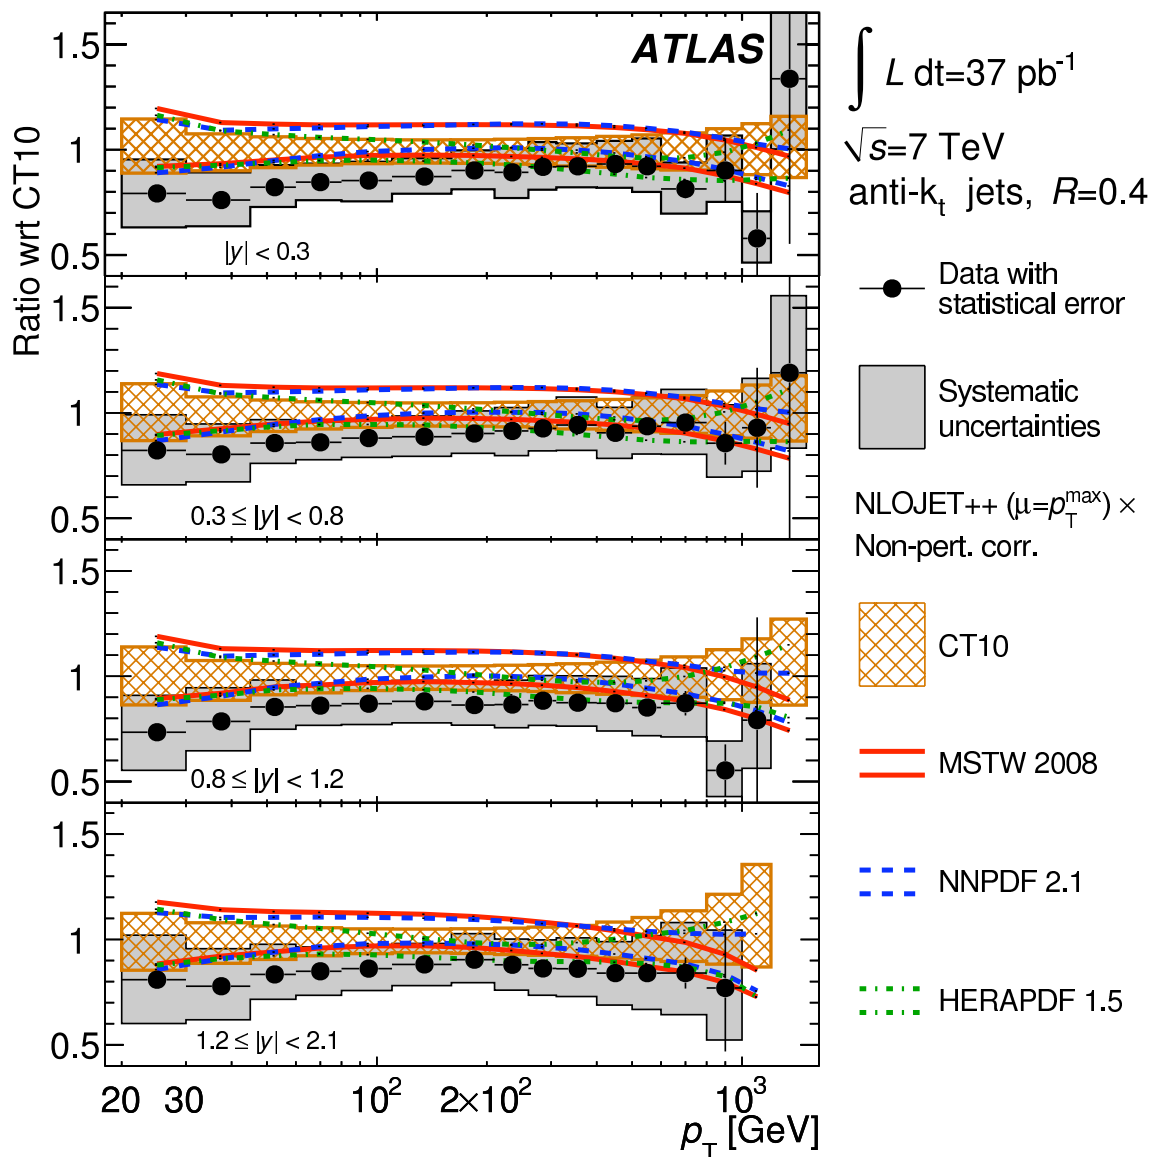 Ratio wrt CT10
ATLAS
1.5
1
0.5
|y| < 0.3
1.5
1
0.5
0.3 ≤ |y| < 0.8
1.5
1
0.5
0.8 ≤ |y| < 1.2
1.5
1
0.5
1.2 ≤ |y| < 2.1
20 30 10² 2×10² 10³
p_T [GeV]
∫ L dt=37 pb⁻¹
√s=7 TeV
anti-k_t jets, R=0.4
Data with
statistical error
Systematic
uncertainties
NLOJET++ (μ=p_T^max) ×
Non-pert. corr.
CT10
MSTW 2008
NNPDF 2.1
HERAPDF 1.5